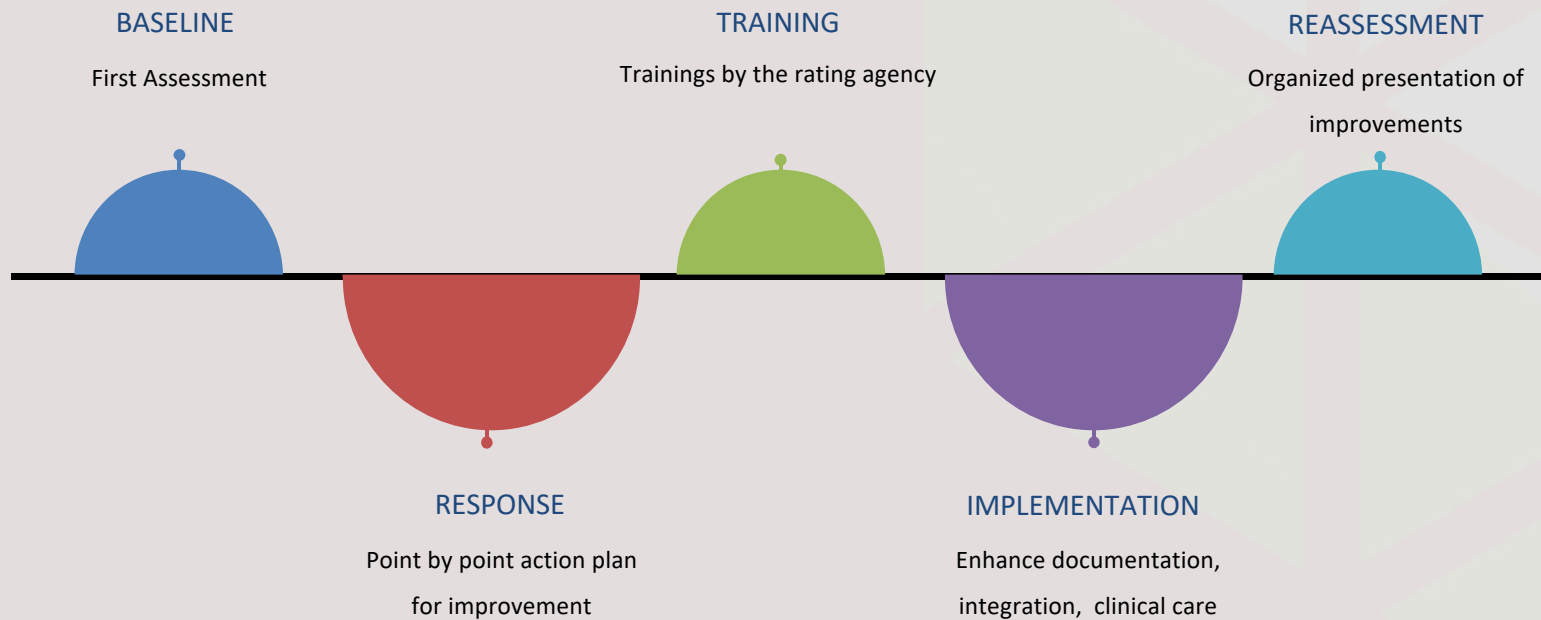 BASELINE
First Assessment
RESPONSE
Point by point action plan
for improvement
TRAINING
Trainings by the rating agency
IMPLEMENTATION
Enhance documentation,
integration, clinical care
REASSESSMENT
Organized presentation of
improvements